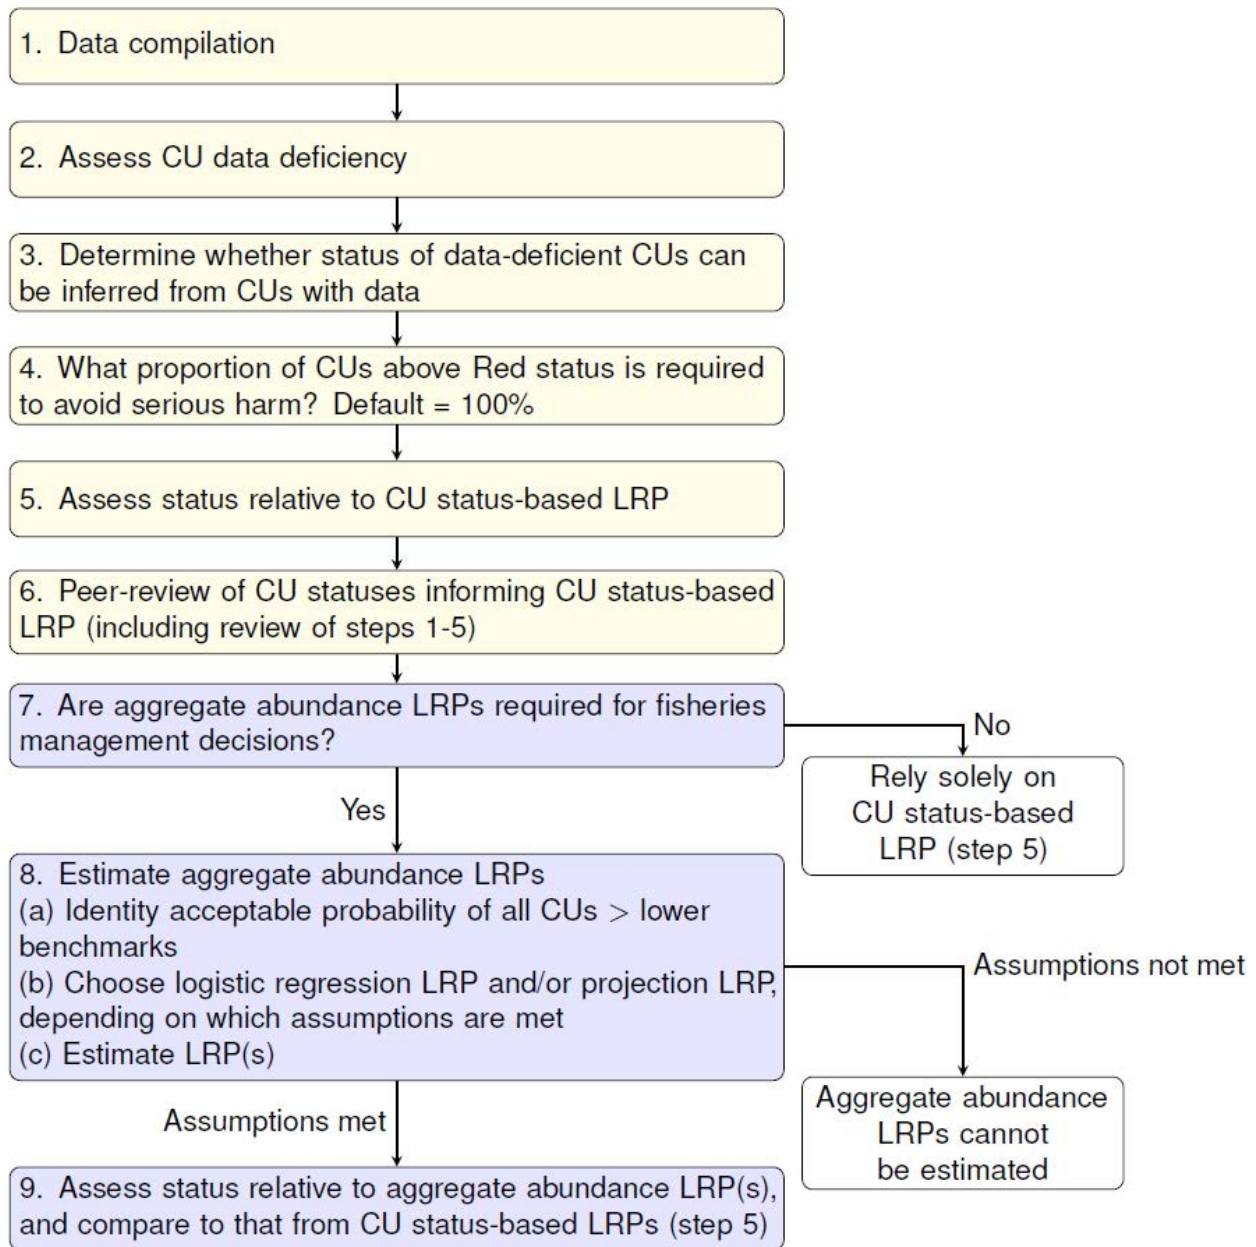 1. Data compilation
2. Assess CU data deficiency
3. Determine whether status of data-deficient CUs can
be inferred from CUs with data
4. What proportion of CUs above Red status is required
to avoid serious harm? Default = 100%
5. Assess status relative to CU status-based LRP
6. Peer-review of CU statuses informing CU status-based
LRP (including review of steps 1-5)
7. Are aggregate abundance LRPs required for fisheries
management decisions?
No
Rely solely on
CU status-based
LRP (step 5)
Yes
8. Estimate aggregate abundance LRPs
(a) Identity acceptable probability of all CUs > lower
benchmarks
(b) Choose logistic regression LRP and/or projection LRP,
depending on which assumptions are met
(c) Estimate LRP(s)
Assumptions not met
Aggregate abundance
LRPs cannot
be estimated
Assumptions met
9. Assess status relative to aggregate abundance LRP(s),
and compare to that from CU status-based LRPs (step 5)